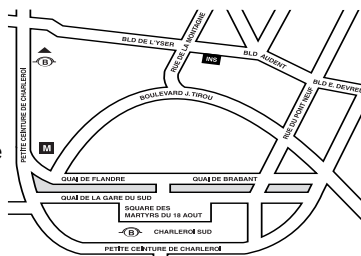 BLD DE L'YSER
RUE DE LA MONTAGNE
INS
BLD AUDENT
BLD E. DEVREU
PETITE CEINTURE DE CHARLEROI
B
BOULEVARD J. TIROU
RUE DU PONT NEUF
M
QUAI DE FLANDRE
QUAI DE BRABANT
QUAI DE LA GARE DU SUD
SQUARE DES
MARTYRS DU 18 AOUT
B CHARLEROI SUD
PETITE CEINTURE DE CHARLEROI